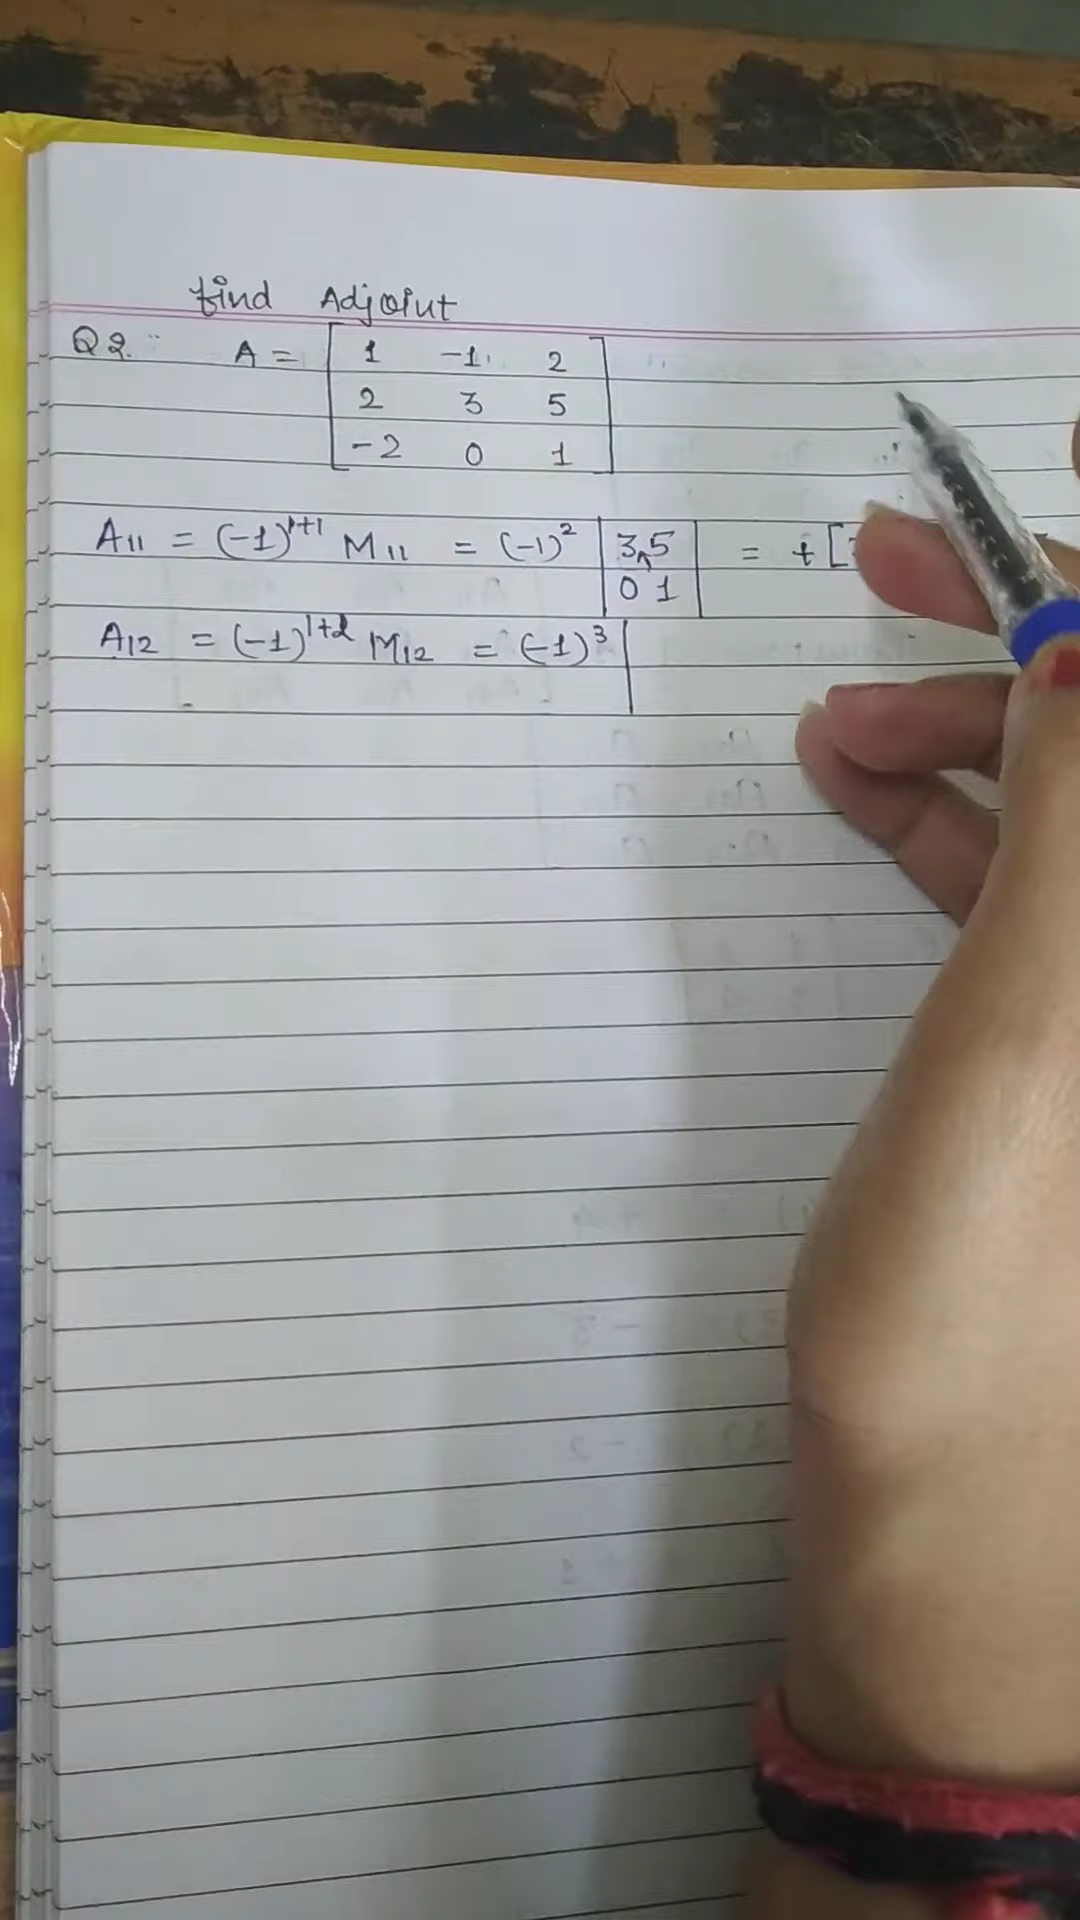 find Adjoint
Q2. A = [ 1 -1 2
2 3 5
-2 0 1 ]
A11 = (-1)^1+1 M11 = (-1)^2 | 3 5 | = + [
0 1
A12 = (-1)^1+2 M12 = (-1)^3 |